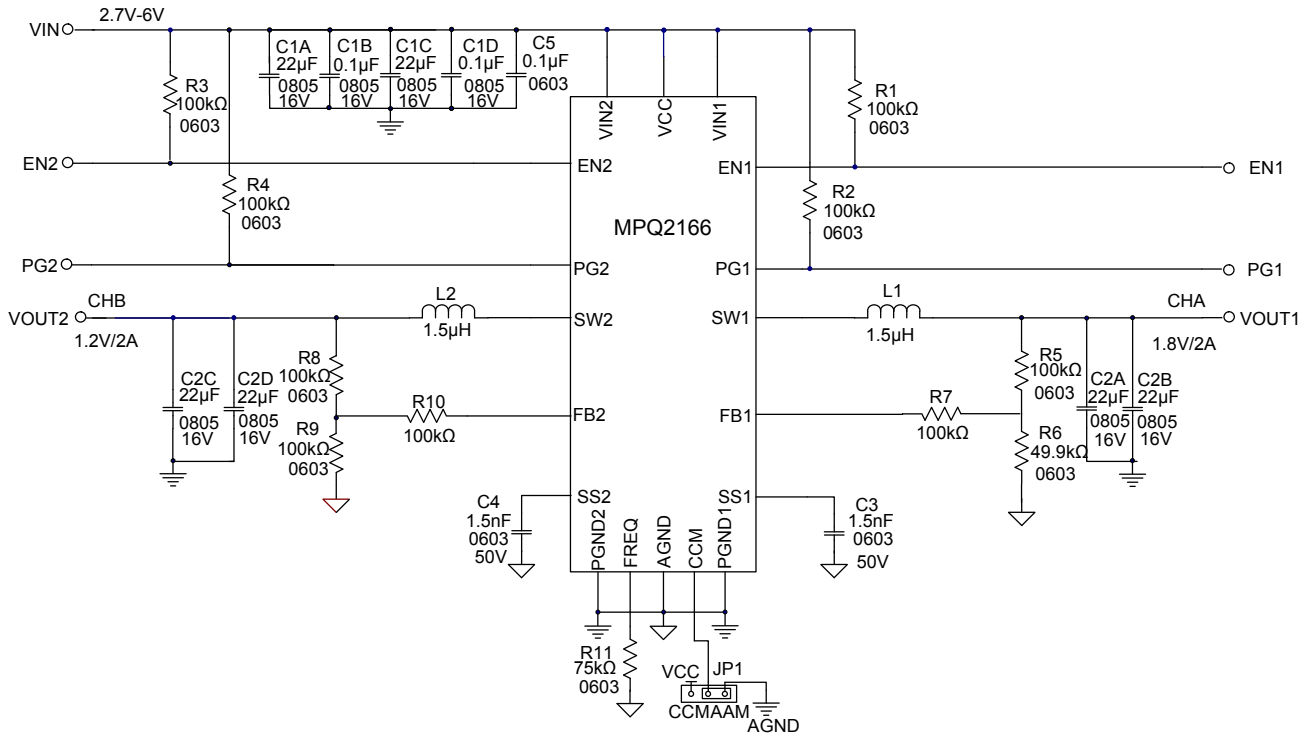 2.7V-6V
VIN
C1A
22µF
0805
16V
C1B
0.1µF
0805
16V
C1C
22µF
0805
16V
C1D
0.1µF
0805
16V
C5
0.1µF
0603
R3
100kΩ
0603
R1
100kΩ
0603
VIN2
VCC
VIN1
EN2
EN2
EN1
EN1
R4
100kΩ
0603
R2
100kΩ
0603
MPQ2166
PG2
PG2
PG1
PG1
CHB
VOUT2
1.2V/2A
L2
1.5µH
SW2
SW1
L1
1.5µH
CHA
VOUT1
1.8V/2A
C2C
22µF
0805
16V
C2D
22µF
0805
16V
R8
100kΩ
0603
R10
100kΩ
FB2
FB1
R7
100kΩ
R5
100kΩ
0603
C2A
22µF
0805
16V
C2B
22µF
0805
16V
R9
100kΩ
0603
R6
49.9kΩ
0603
C4
1.5nF
0603
50V
SS2
SS1
C3
1.5nF
0603
50V
PGND2
FREQ
AGND
CCM
PGND1
R11
75kΩ
0603
VCC
JP1
CCMAAM
AGND